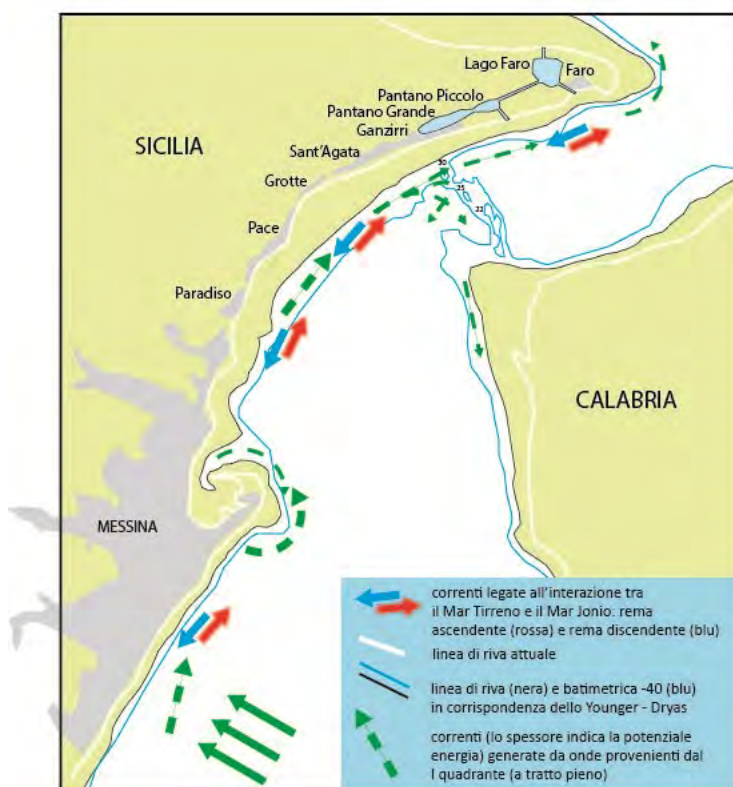 Lago Faro
Faro
Pantano Piccolo
Pantano Grande
Ganzirri
SICILIA
Sant'Agata
Grotte
30
25
22
Pace
Paradiso
CALABRIA
MESSINA
correnti legate all'interazione tra
il Mar Tirreno e il Mar Jonio: rema
ascendente (rossa) e rema discendente (blu)
linea di riva attuale
linea di riva (nera) e batimetrica -40 (blu)
in corrispondenza dello Younger - Dryas
correnti (lo spessore indica la potenziale
energia) generate da onde provenienti dal
I quadrante (a tratto pieno)